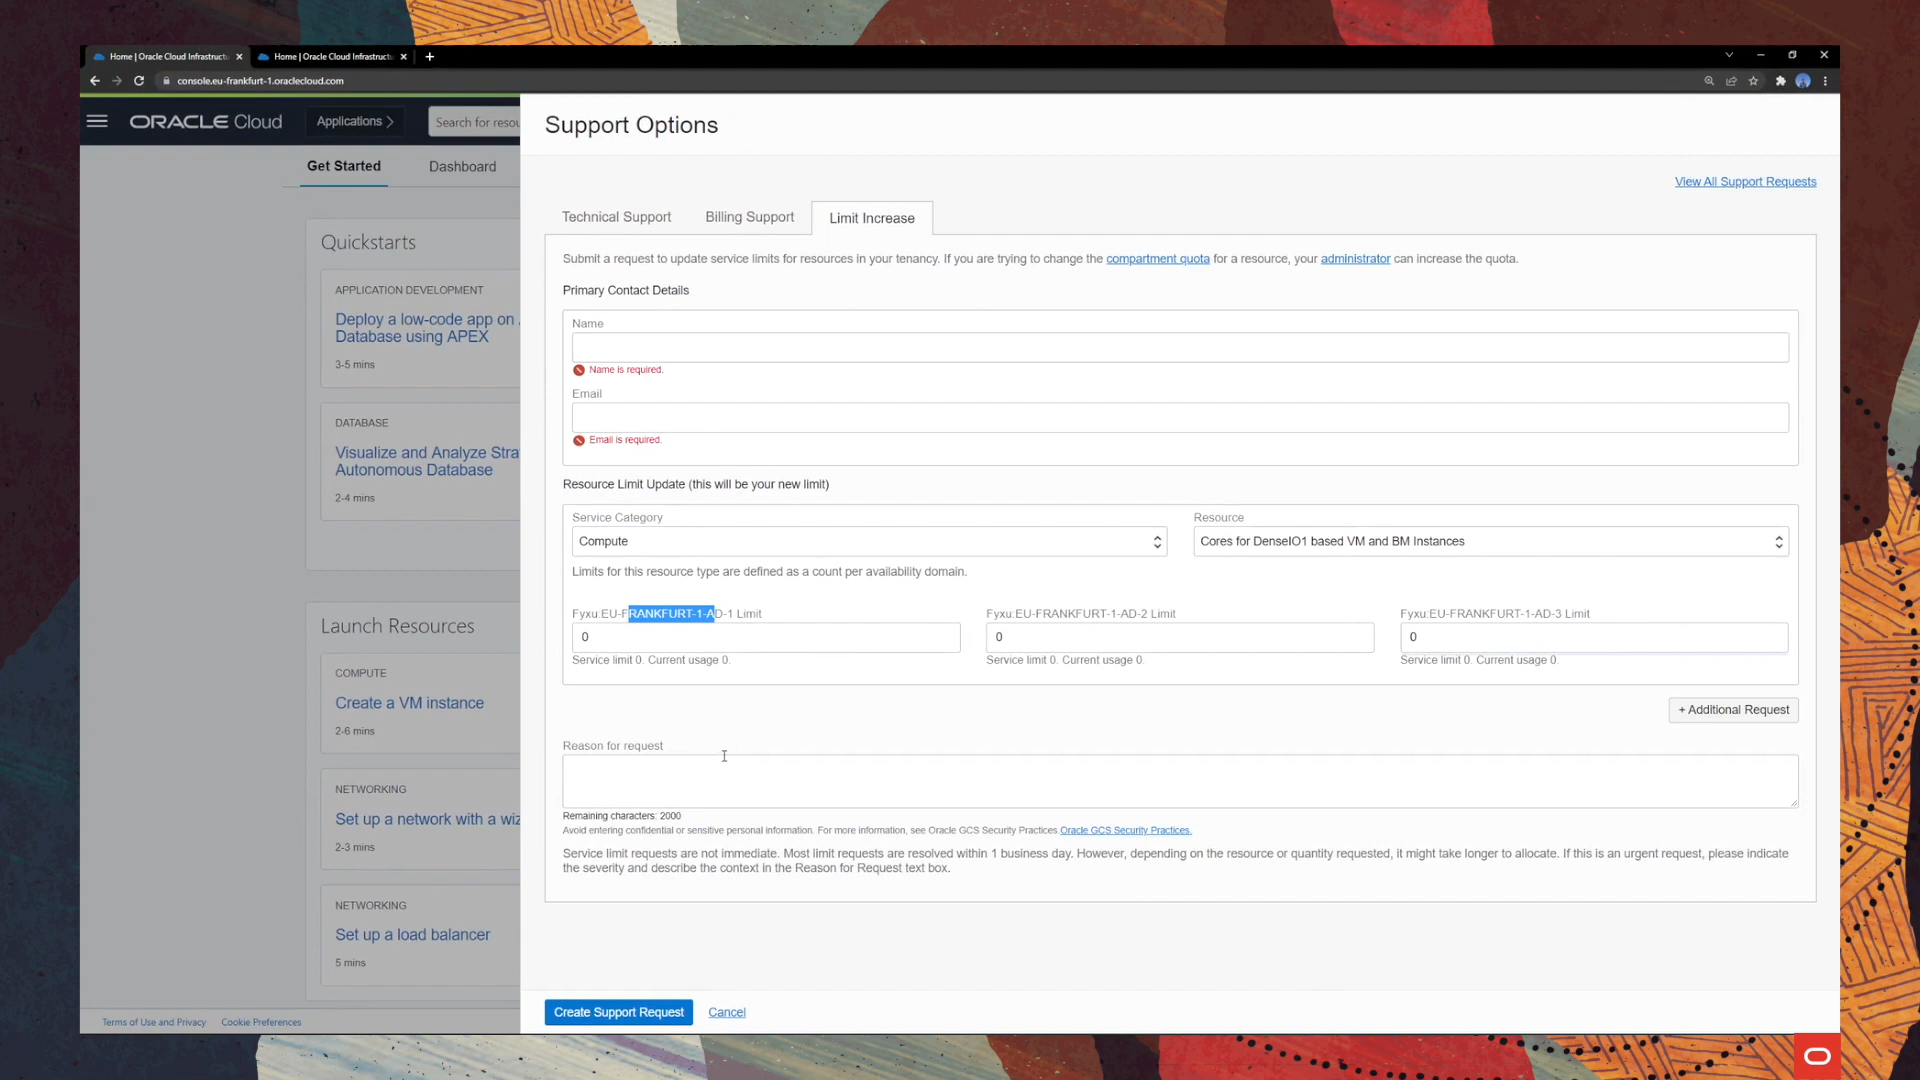 Home | Oracle Cloud Infrastructu
Home | Oracle Cloud Infrastructu
console.eu-frankfurt-1.oraclecloud.com
ORACLE Cloud
Applications
Search for resou
Support Options
Get Started
Dashboard
View All Support Requests
Technical Support
Billing Support
Limit Increase
Quickstarts
Submit a request to update service limits for resources in your tenancy. If you are trying to change the compartment quota for a resource, your administrator can increase the quota.
Primary Contact Details
APPLICATION DEVELOPMENT
Deploy a low-code app on
Database using APEX
3-5 mins
Name
Name is required.
Email
Email is required.
DATABASE
Visualize and Analyze Stra
Autonomous Database
2-4 mins
Resource Limit Update (this will be your new limit)
Service Category
Resource
Compute
Cores for DenseIO1 based VM and BM Instances
Limits for this resource type are defined as a count per availability domain.
Fyxu:EU-FRANKFURT-1-AD-1 Limit
Fyxu:EU-FRANKFURT-1-AD-2 Limit
Fyxu:EU-FRANKFURT-1-AD-3 Limit
0
0
0
Service limit 0. Current usage 0.
Service limit 0. Current usage 0.
Service limit 0. Current usage 0.
Launch Resources
COMPUTE
Create a VM instance
2-6 mins
+ Additional Request
Reason for request
Remaining characters: 2000
Avoid entering confidential or sensitive personal information. For more information, see Oracle GCS Security Practices Oracle GCS Security Practices.
Service limit requests are not immediate. Most limit requests are resolved within 1 business day. However, depending on the resource or quantity requested, it might take longer to allocate. If this is an urgent request, please indicate
the severity and describe the context in the Reason for Request text box.
NETWORKING
Set up a network with a wiz
2-3 mins
NETWORKING
Set up a load balancer
5 mins
Create Support Request
Cancel
Terms of Use and Privacy
Cookie Preferences